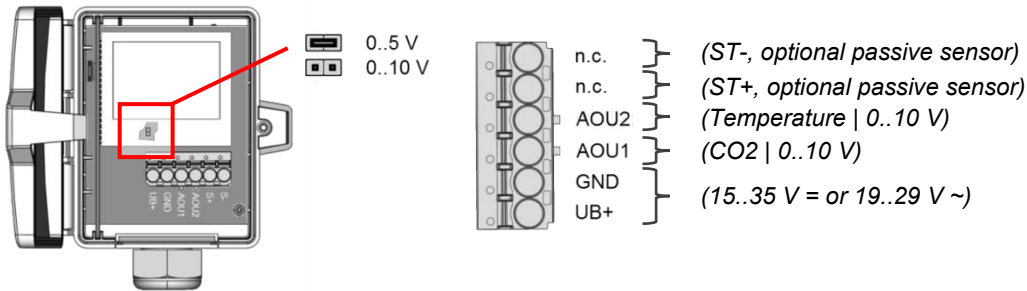 0..5 V
0..10 V
UB+
GND
AOU1
AOU2
S+
S-
n.c. (ST-, optional passive sensor)
n.c. (ST+, optional passive sensor)
AOU2 (Temperature | 0..10 V)
AOU1 (CO2 | 0..10 V)
GND
UB+
(15..35 V = or 19..29 V ~)